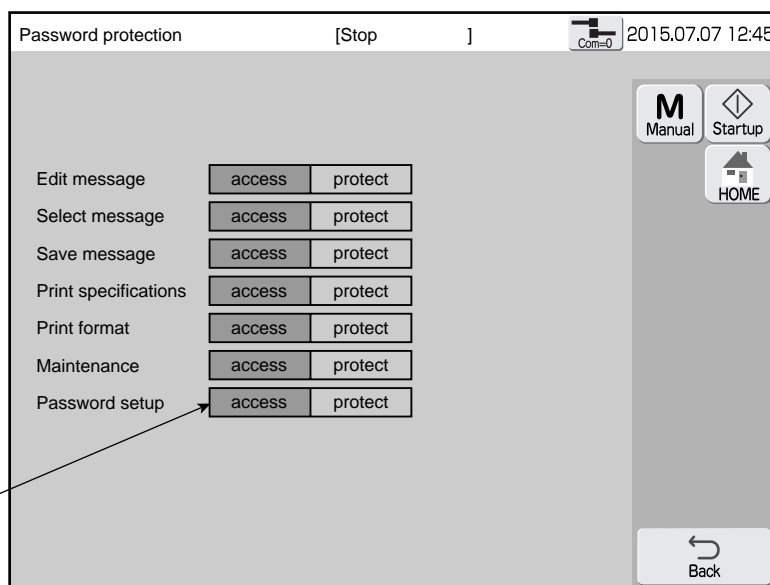 Password protection [Stop ] Com=0 2015.07.07 12:45
M
Manual Startup
HOME
Edit message access protect
Select message access protect
Save message access protect
Print specifications access protect
Print format access protect
Maintenance access protect
Password setup access protect
Back